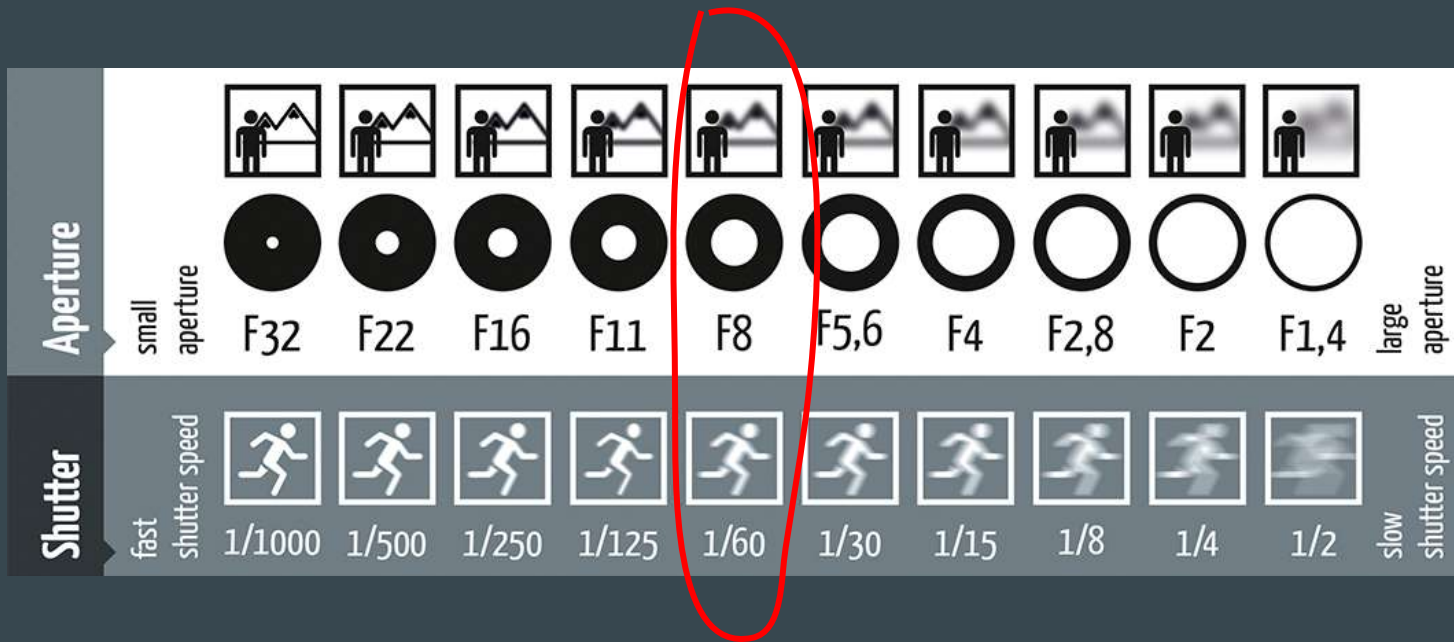 Aperture
small
aperture
F32 F22 F16 F11 F8 F5,6 F4 F2,8 F2 F1,4
large
aperture
Shutter
fast
shutter speed
1/1000 1/500 1/250 1/125 1/60 1/30 1/15 1/8 1/4 1/2
slow
shutter speed